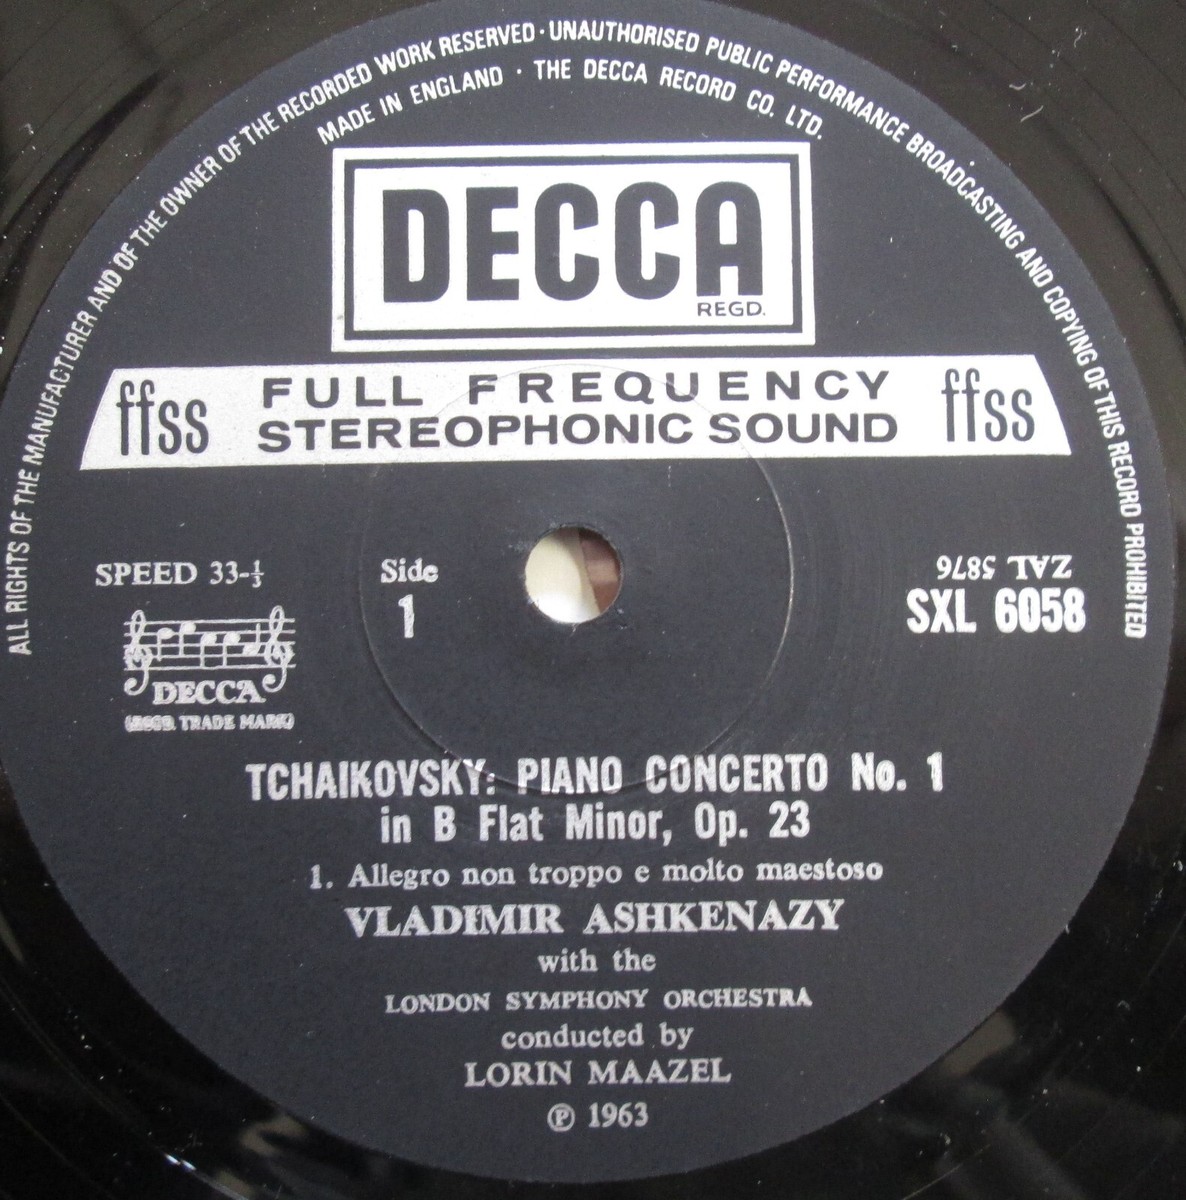 ALL RIGHTS OF THE MANUFACTURER AND OF THE OWNER OF THE RECORDED WORK RESERVED · UNAUTHORISED PUBLIC PERFORMANCE BROADCASTING AND COPYING OF THIS RECORD PROHIBITED
MADE IN ENGLAND · THE DECCA RECORD CO. LTD.
DECCA
REGD.
ffss FULL FREQUENCY ffss
STEREOPHONIC SOUND
SPEED 33-⅓
Side
1
ZAL 5876
SXL 6058
DECCA
(REGD. TRADE MARK)
TCHAIKOVSKY: PIANO CONCERTO No. 1
in B Flat Minor, Op. 23
1. Allegro non troppo e molto maestoso
VLADIMIR ASHKENAZY
with the
LONDON SYMPHONY ORCHESTRA
conducted by
LORIN MAAZEL
℗ 1963